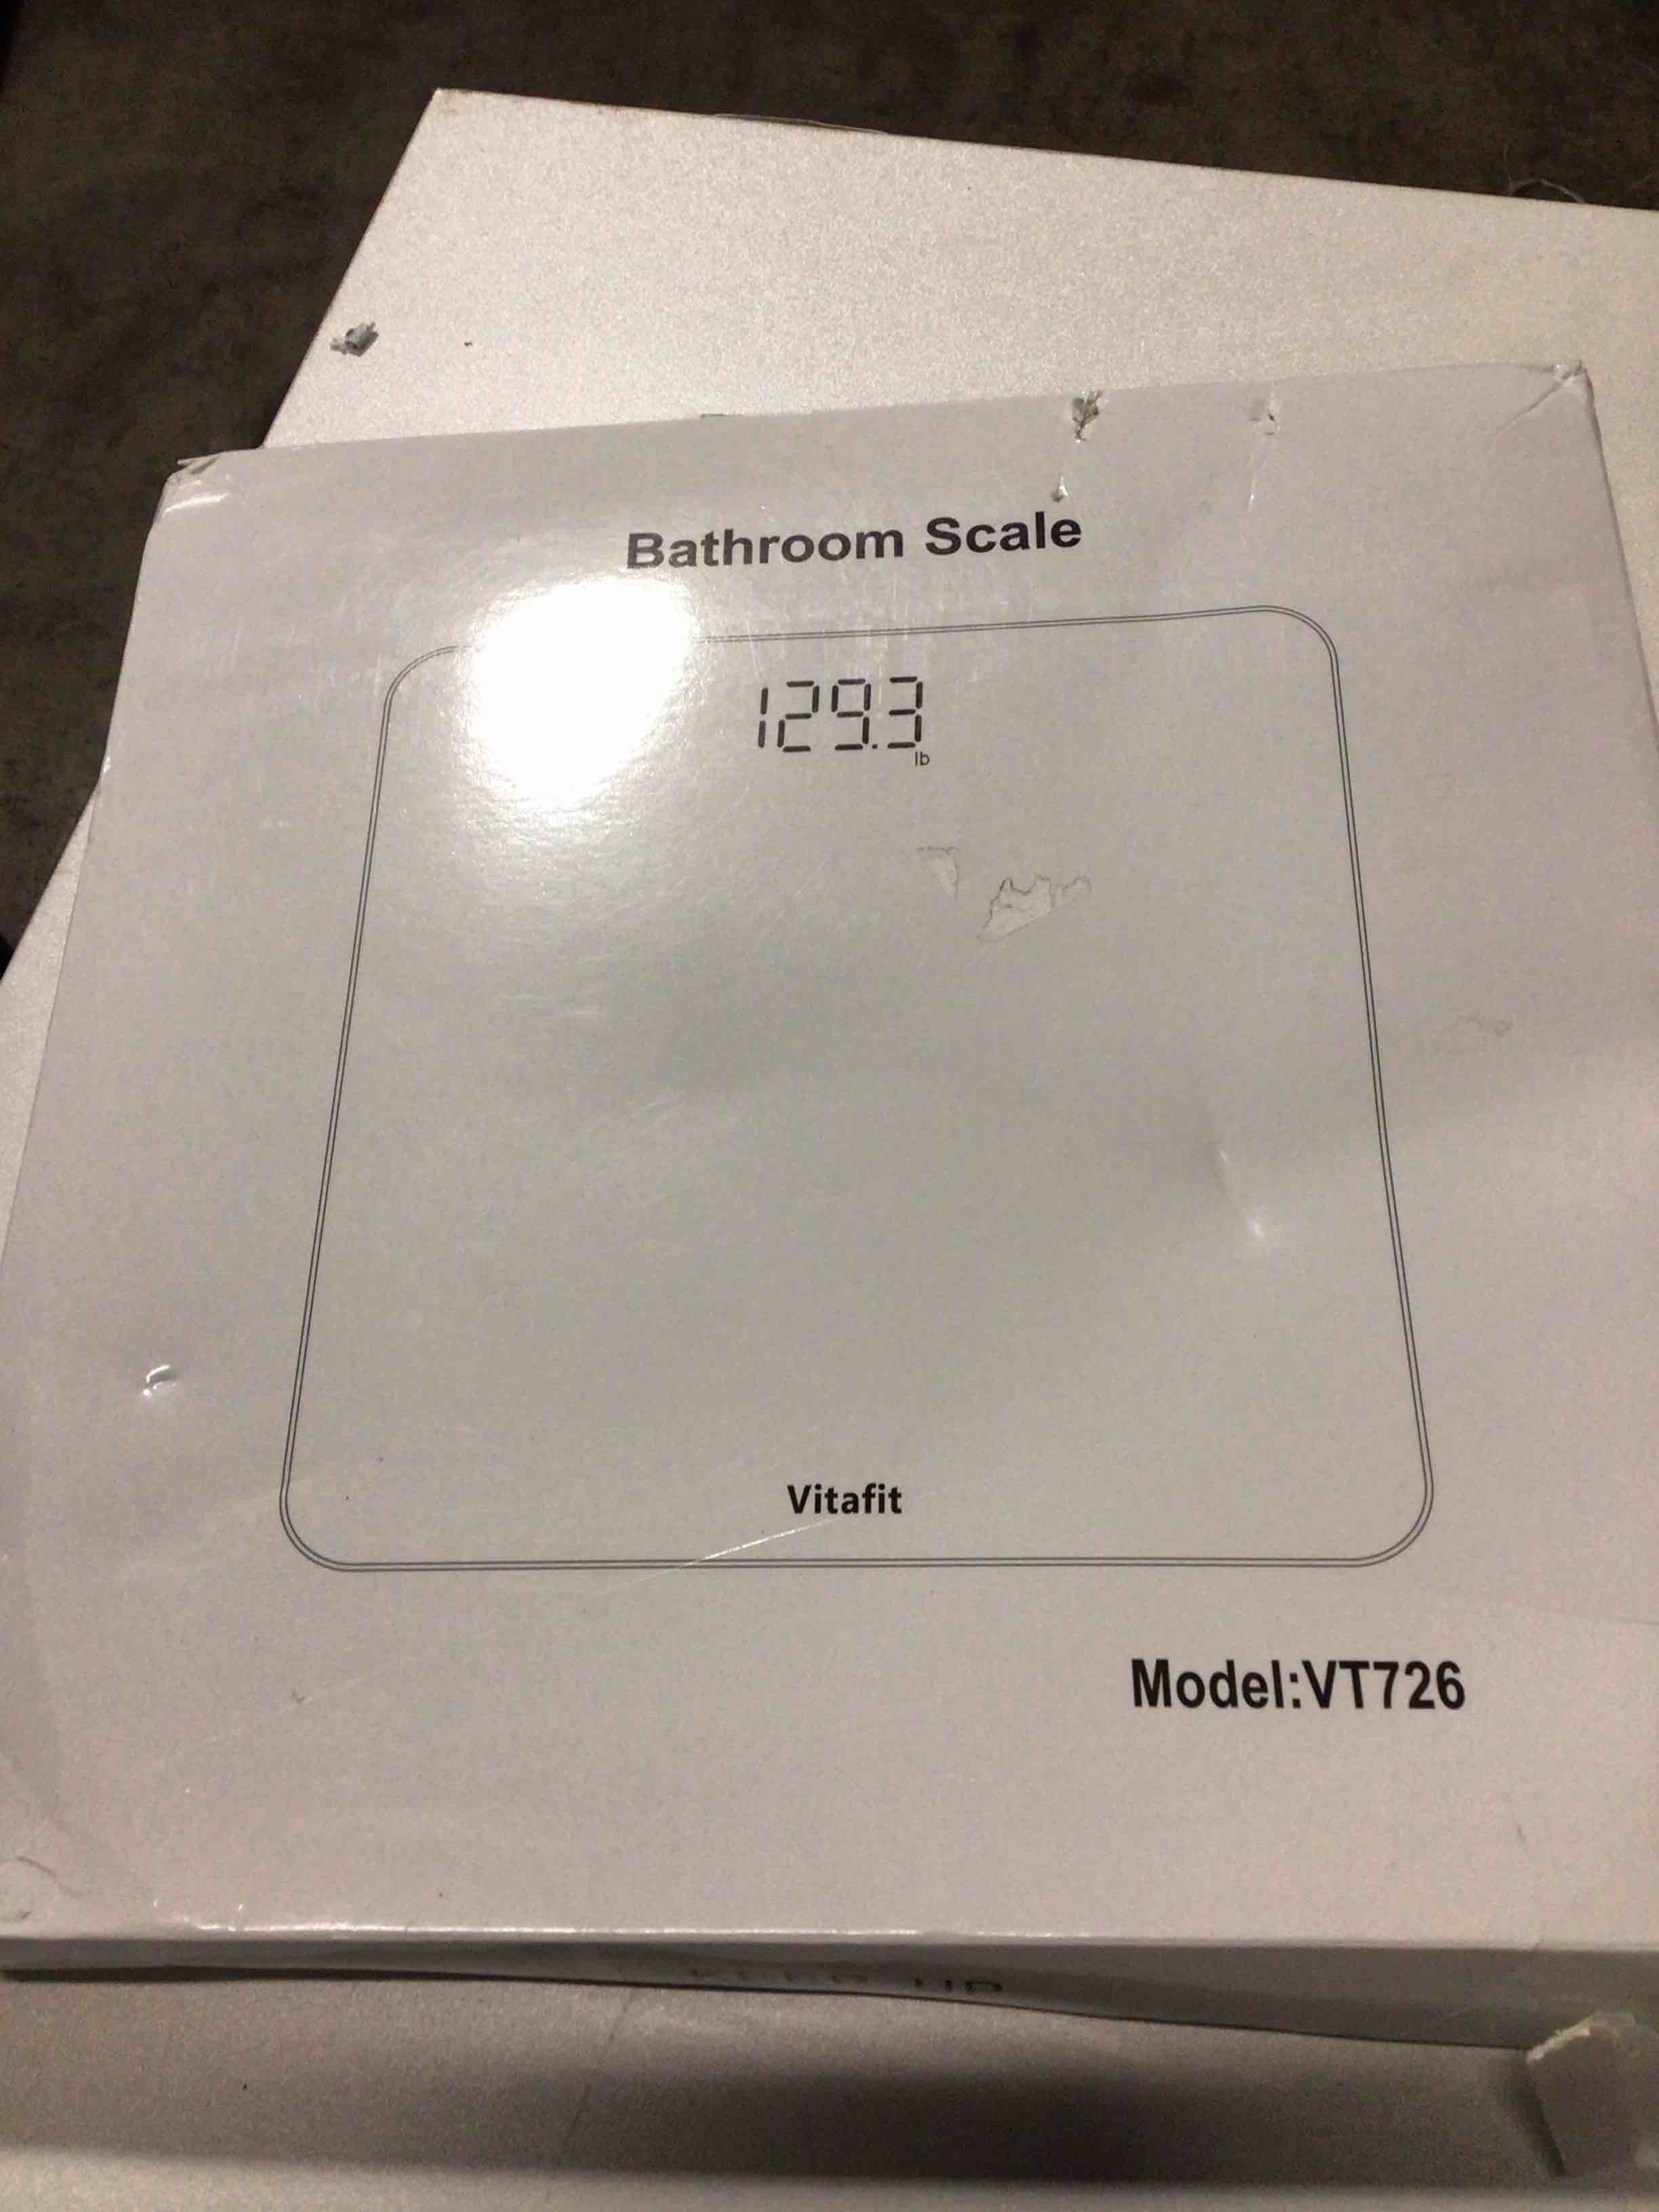 Bathroom Scale
129.3
lb
Vitafit
Model:VT726